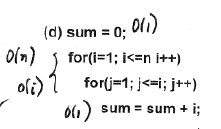 (d) sum = 0; O(1)
O(n) for(i=1; i<=n i++)
O(i) for(j=1; j<=i; j++)
O(1) sum = sum + i;